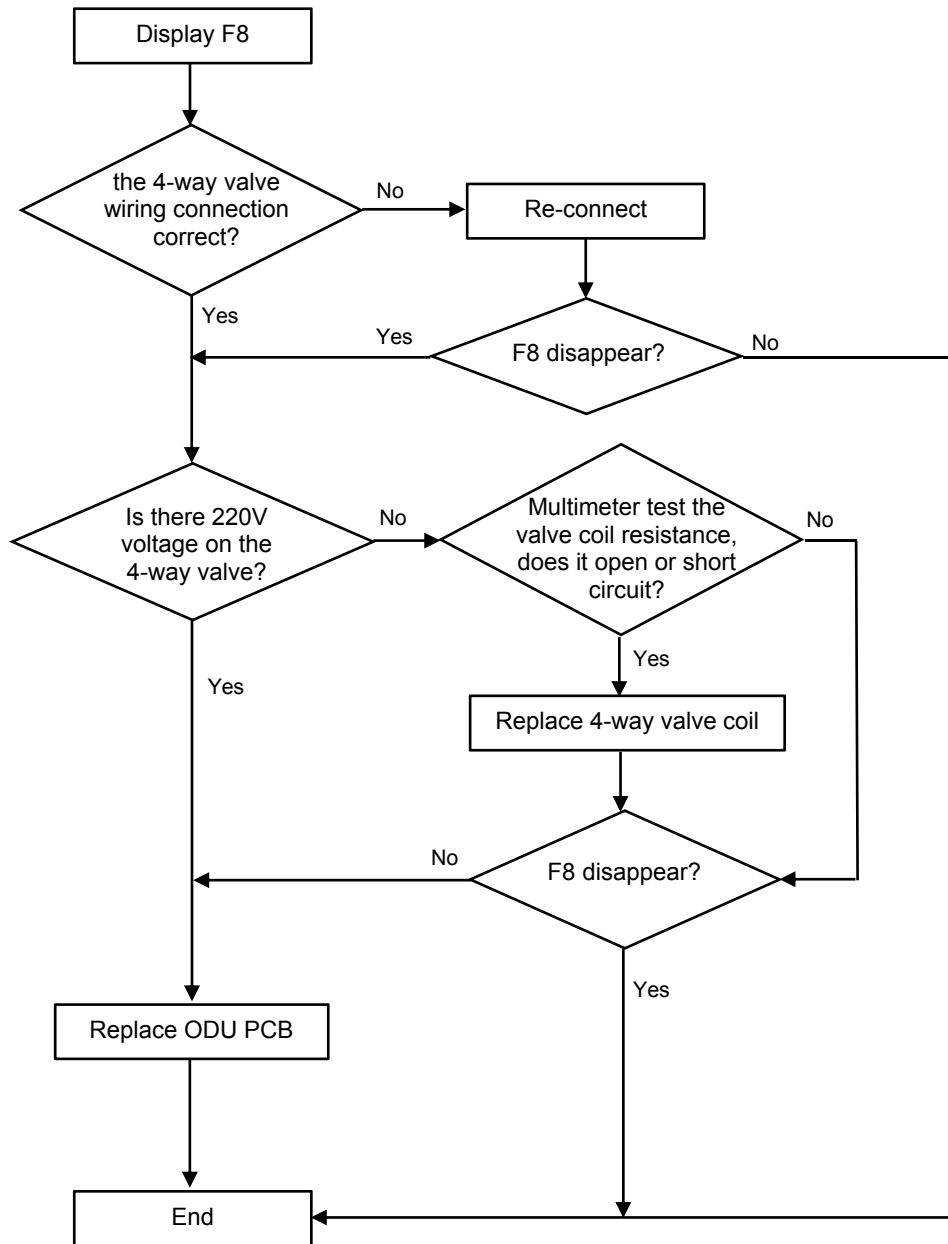 Display F8
the 4-way valve
wiring connection
correct?
No
Re-connect
Yes
Yes
F8 disappear?
No
Is there 220V
voltage on the
4-way valve?
No
Multimeter test the
valve coil resistance,
does it open or short
circuit?
No
Yes
Yes
Replace 4-way valve coil
No
F8 disappear?
Yes
Replace ODU PCB
End